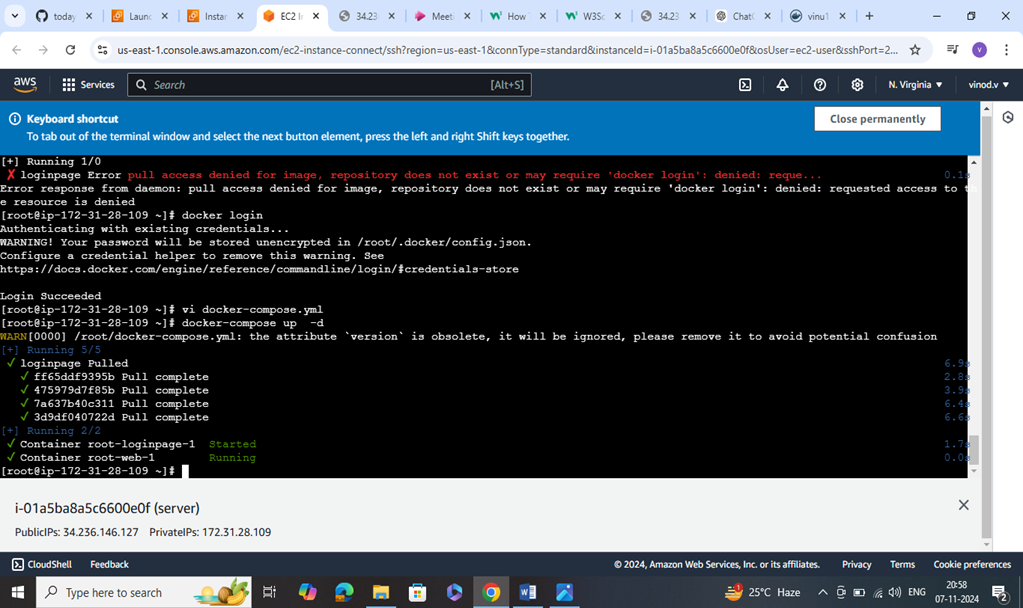 today
Launc
Instan
EC2 In
34.23
Meet
How
W3Sc
34.23
ChatG
vinu1
us-east-1.console.aws.amazon.com/ec2-instance-connect/ssh?region=us-east-1&connType=standard&instanceId=i-01a5ba8a5c6600e0f&osUser=ec2-user&sshPort=2...
V
aws
Services
Search
[Alt+S]
N. Virginia
vinod.v
Keyboard shortcut
To tab out of the terminal window and select the next button element, press the left and right Shift keys together.
Close permanently
[+] Running 1/0
✘ loginpage Error pull access denied for image, repository does not exist or may require 'docker login': denied: reque... 0.1s
Error response from daemon: pull access denied for image, repository does not exist or may require 'docker login': denied: requested access to th
e resource is denied
[root@ip-172-31-28-109 ~]# docker login
Authenticating with existing credentials...
WARNING! Your password will be stored unencrypted in /root/.docker/config.json.
Configure a credential helper to remove this warning. See
https://docs.docker.com/engine/reference/commandline/login/#credentials-store
Login Succeeded
[root@ip-172-31-28-109 ~]# vi docker-compose.yml
[root@ip-172-31-28-109 ~]# docker-compose up  -d
WARN[0000] /root/docker-compose.yml: the attribute `version` is obsolete, it will be ignored, please remove it to avoid potential confusion
[+] Running 5/5
✓ loginpage Pulled 6.9s
✓ ff65ddf9395b Pull complete 2.8s
✓ 475979d7f85b Pull complete 3.9s
✓ 7a637b40c311 Pull complete 6.4s
✓ 3d9df040722d Pull complete 6.6s
[+] Running 2/2
✓ Container root-loginpage-1 Started 1.7s
✓ Container root-web-1 Running 0.0s
[root@ip-172-31-28-109 ~]#
i-01a5ba8a5c6600e0f (server)
PublicIPs: 34.236.146.127 PrivateIPs: 172.31.28.109
CloudShell
Feedback
© 2024, Amazon Web Services, Inc. or its affiliates.
Privacy
Terms
Cookie preferences
Type here to search
25°C Haze
ENG
20:58
07-11-2024
2